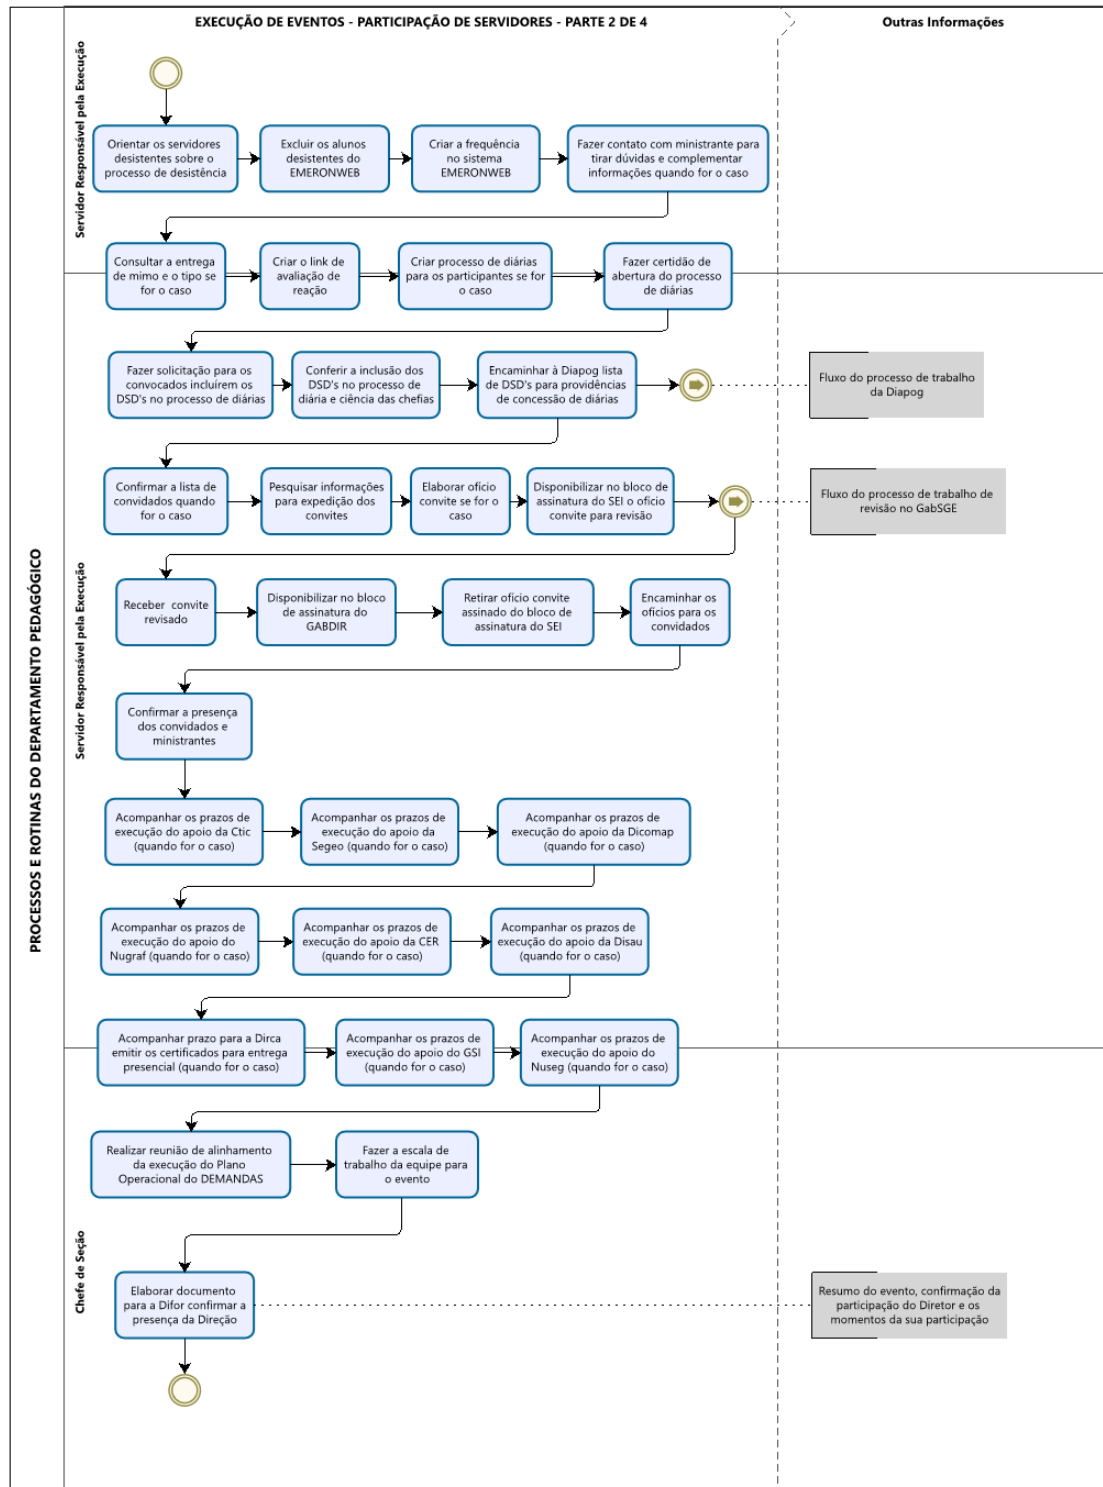 EXECUÇÃO DE EVENTOS - PARTICIPAÇÃO DE SERVIDORES - PARTE 2 DE 4
Outras Informações
PROCESSOS E ROTINAS DO DEPARTAMENTO PEDAGÓGICO
Servidor Responsável pela Execução
Orientar os servidores
desistentes sobre o
processo de desistência
Excluir os alunos
desistentes do
EMERONWEB
Criar a frequência
no sistema
EMERONWEB
Fazer contato com ministrante para
tirar dúvidas e complementar
informações quando for o caso
Consultar a entrega
de mimo e o tipo se
for o caso
Criar o link de
avaliação de
reação
Criar processo de diárias
para os participantes se for
o caso
Fazer certidão de
abertura do processo
de diárias
Servidor Responsável pela Execução
Fazer solicitação para os
convocados incluírem os
DSD's no processo de diárias
Conferir a inclusão dos
DSD's no processo de
diária e ciência das chefias
Encaminhar à Diapog lista
de DSD's para providências
de concessão de diárias
Fluxo do processo de trabalho
da Diapog
Confirmar a lista de
convidados quando
for o caso
Pesquisar informações
para expedição dos
convites
Elaborar ofício
convite se for o
caso
Disponibilizar no bloco de
assinatura do SEI o ofício
convite para revisão
Fluxo do processo de trabalho de
revisão no GabSGE
Receber convite
revisado
Disponibilizar no bloco
de assinatura do
GABDIR
Retirar ofício convite
assinado do bloco de
assinatura do SEI
Encaminhar os
ofícios para os
convidados
Confirmar a presença
dos convidados e
ministrantes
Acompanhar os prazos de
execução do apoio da Ctic
(quando for o caso)
Acompanhar os prazos de
execução do apoio da
Segeo (quando for o caso)
Acompanhar os prazos de
execução do apoio da Dicomap
(quando for o caso)
Acompanhar os prazos de
execução do apoio do
Nugraf (quando for o caso)
Acompanhar os prazos de
execução do apoio da CER
(quando for o caso)
Acompanhar os prazos de
execução do apoio da Disau
(quando for o caso)
Acompanhar prazo para a Dirca
emitir os certificados para entrega
presencial (quando for o caso)
Acompanhar os prazos de
execução do apoio do GSI
(quando for o caso)
Acompanhar os prazos de
execução do apoio do
Nuseg (quando for o caso)
Chefe de Seção
Realizar reunião de alinhamento
da execução do Plano
Operacional do DEMANDAS
Fazer a escala de
trabalho da equipe para
o evento
Elaborar documento
para a Difor confirmar a
presença da Direção
Resumo do evento, confirmação da
participação do Diretor e os
momentos da sua participação